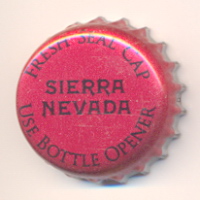 FRESH SEAL CAP
SIERRA
NEVADA
USE BOTTLE OPENER